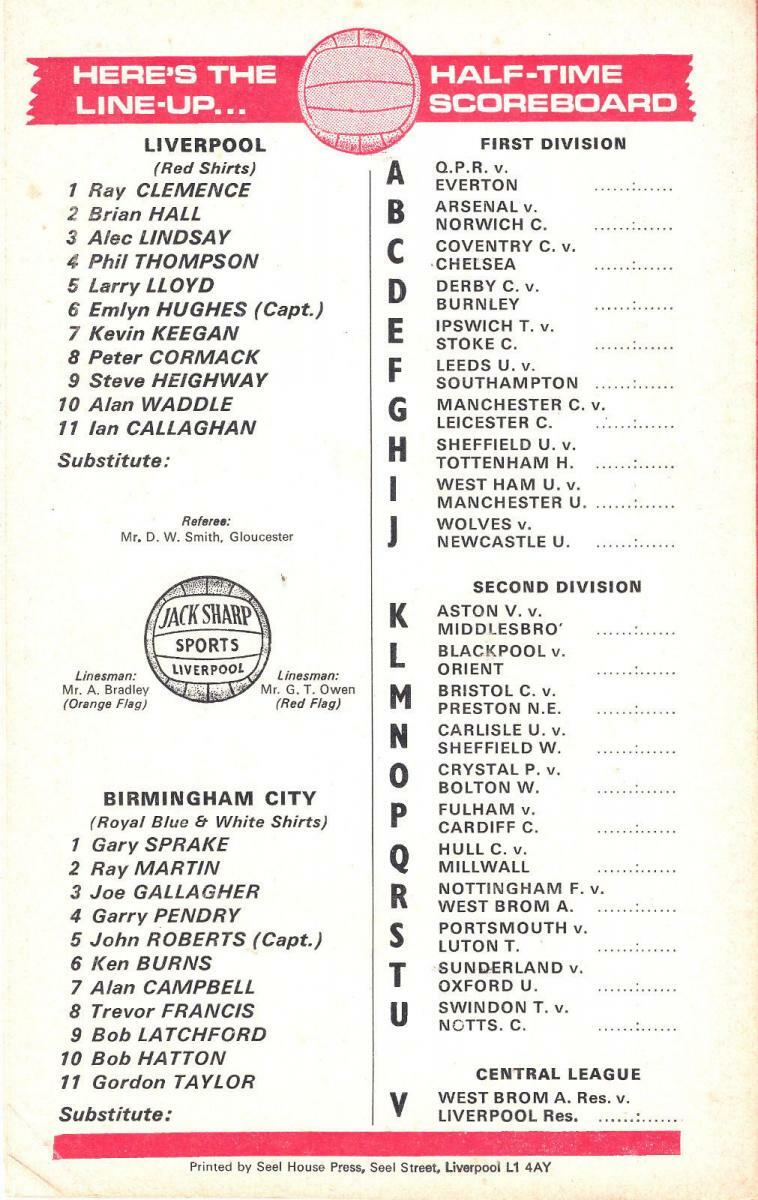 HERE'S THE
LINE-UP...
LIVERPOOL
(Red Shirts)
1 Ray CLEMENCE
2 Brian HALL
3 Alec LINDSAY
4 Phil THOMPSON
5 Larry LLOYD
6 Emlyn HUGHES (Capt.)
7 Kevin KEEGAN
8 Peter CORMACK
9 Steve HEIGHWAY
10 Alan WADDLE
11 Ian CALLAGHAN
Substitute:
Referee:
Mr. D. W. Smith, Gloucester
JACK SHARP
SPORTS
LIVERPOOL
Linesman:
Mr. A. Bradley
(Orange Flag)
Linesman:
Mr. G. T. Owen
(Red Flag)
BIRMINGHAM CITY
(Royal Blue & White Shirts)
1 Gary SPRAKE
2 Ray MARTIN
3 Joe GALLAGHER
4 Garry PENDRY
5 John ROBERTS (Capt.)
6 Ken BURNS
7 Alan CAMPBELL
8 Trevor FRANCIS
9 Bob LATCHFORD
10 Bob HATTON
11 Gordon TAYLOR
Substitute:
HALF-TIME
SCOREBOARD
FIRST DIVISION
A Q.P.R. v.
EVERTON ......:......
B ARSENAL v.
NORWICH C. ......:......
C COVENTRY C. v.
CHELSEA ......:......
D DERBY C. v.
BURNLEY ......:......
E IPSWICH T. v.
STOKE C. ......:......
F LEEDS U. v.
SOUTHAMPTON ......:......
G MANCHESTER C. v.
LEICESTER C. ......:......
H SHEFFIELD U. v.
TOTTENHAM H. ......:......
I WEST HAM U. v.
MANCHESTER U. ......:......
J WOLVES v.
NEWCASTLE U. ......:......
SECOND DIVISION
K ASTON V. v.
MIDDLESBRO' ......:......
L BLACKPOOL v.
ORIENT ......:......
M BRISTOL C. v.
PRESTON N.E. ......:......
N CARLISLE U. v.
SHEFFIELD W. ......:......
O CRYSTAL P. v.
BOLTON W. ......:......
P FULHAM v.
CARDIFF C. ......:......
Q HULL C. v.
MILLWALL ......:......
R NOTTINGHAM F. v.
WEST BROM A. ......:......
S PORTSMOUTH v.
LUTON T. ......:......
T SUNDERLAND v.
OXFORD U. ......:......
U SWINDON T. v.
NOTTS. C. ......:......
CENTRAL LEAGUE
V WEST BROM A. Res. v.
LIVERPOOL Res. ......:......
Printed by Seel House Press, Seel Street, Liverpool L1 4AY